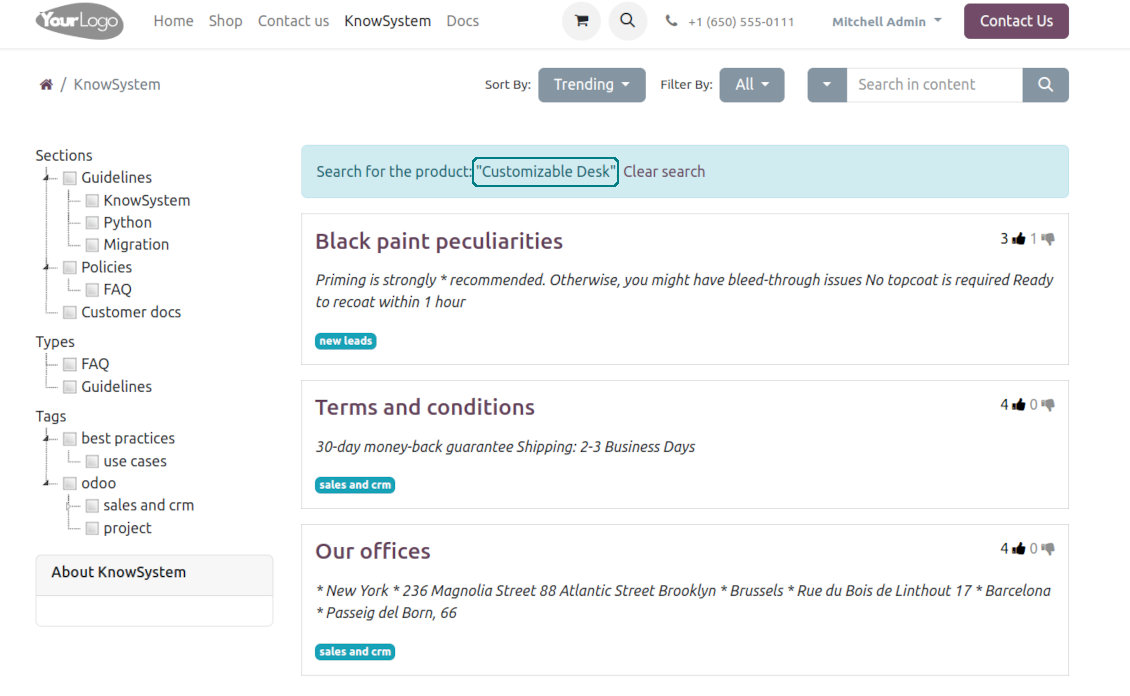 YourLogo
Home Shop Contact us KnowSystem Docs
+1 (650) 555-0111
Mitchell Admin
Contact Us
/ KnowSystem
Sort By: Trending
Filter By: All
Search in content
Sections
Guidelines
KnowSystem
Python
Migration
Policies
FAQ
Customer docs
Types
FAQ
Guidelines
Tags
best practices
use cases
odoo
sales and crm
project
About KnowSystem
Search for the product: "Customizable Desk" Clear search
Black paint peculiarities
3 1
Priming is strongly * recommended. Otherwise, you might have bleed-through issues No topcoat is required Ready
to recoat within 1 hour
new leads
Terms and conditions
4 0
30-day money-back guarantee Shipping: 2-3 Business Days
sales and crm
Our offices
4 0
* New York * 236 Magnolia Street 88 Atlantic Street Brooklyn * Brussels * Rue du Bois de Linthout 17 * Barcelona
* Passeig del Born, 66
sales and crm